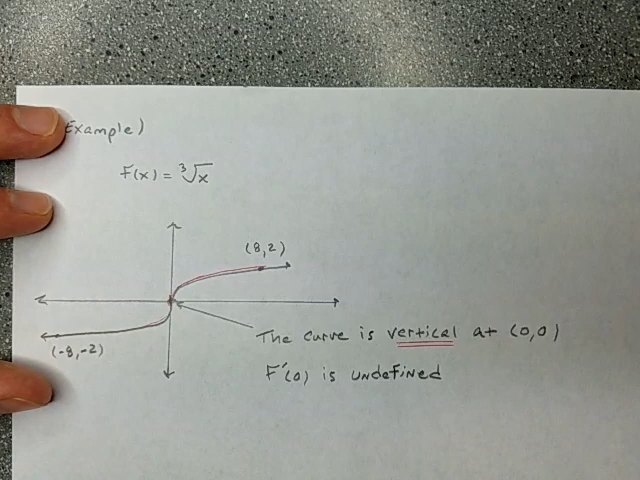 Example)
F(x) = ∛x
(8,2)
The curve is vertical at (0,0)
(-8,-2)
F'(0) is undefined